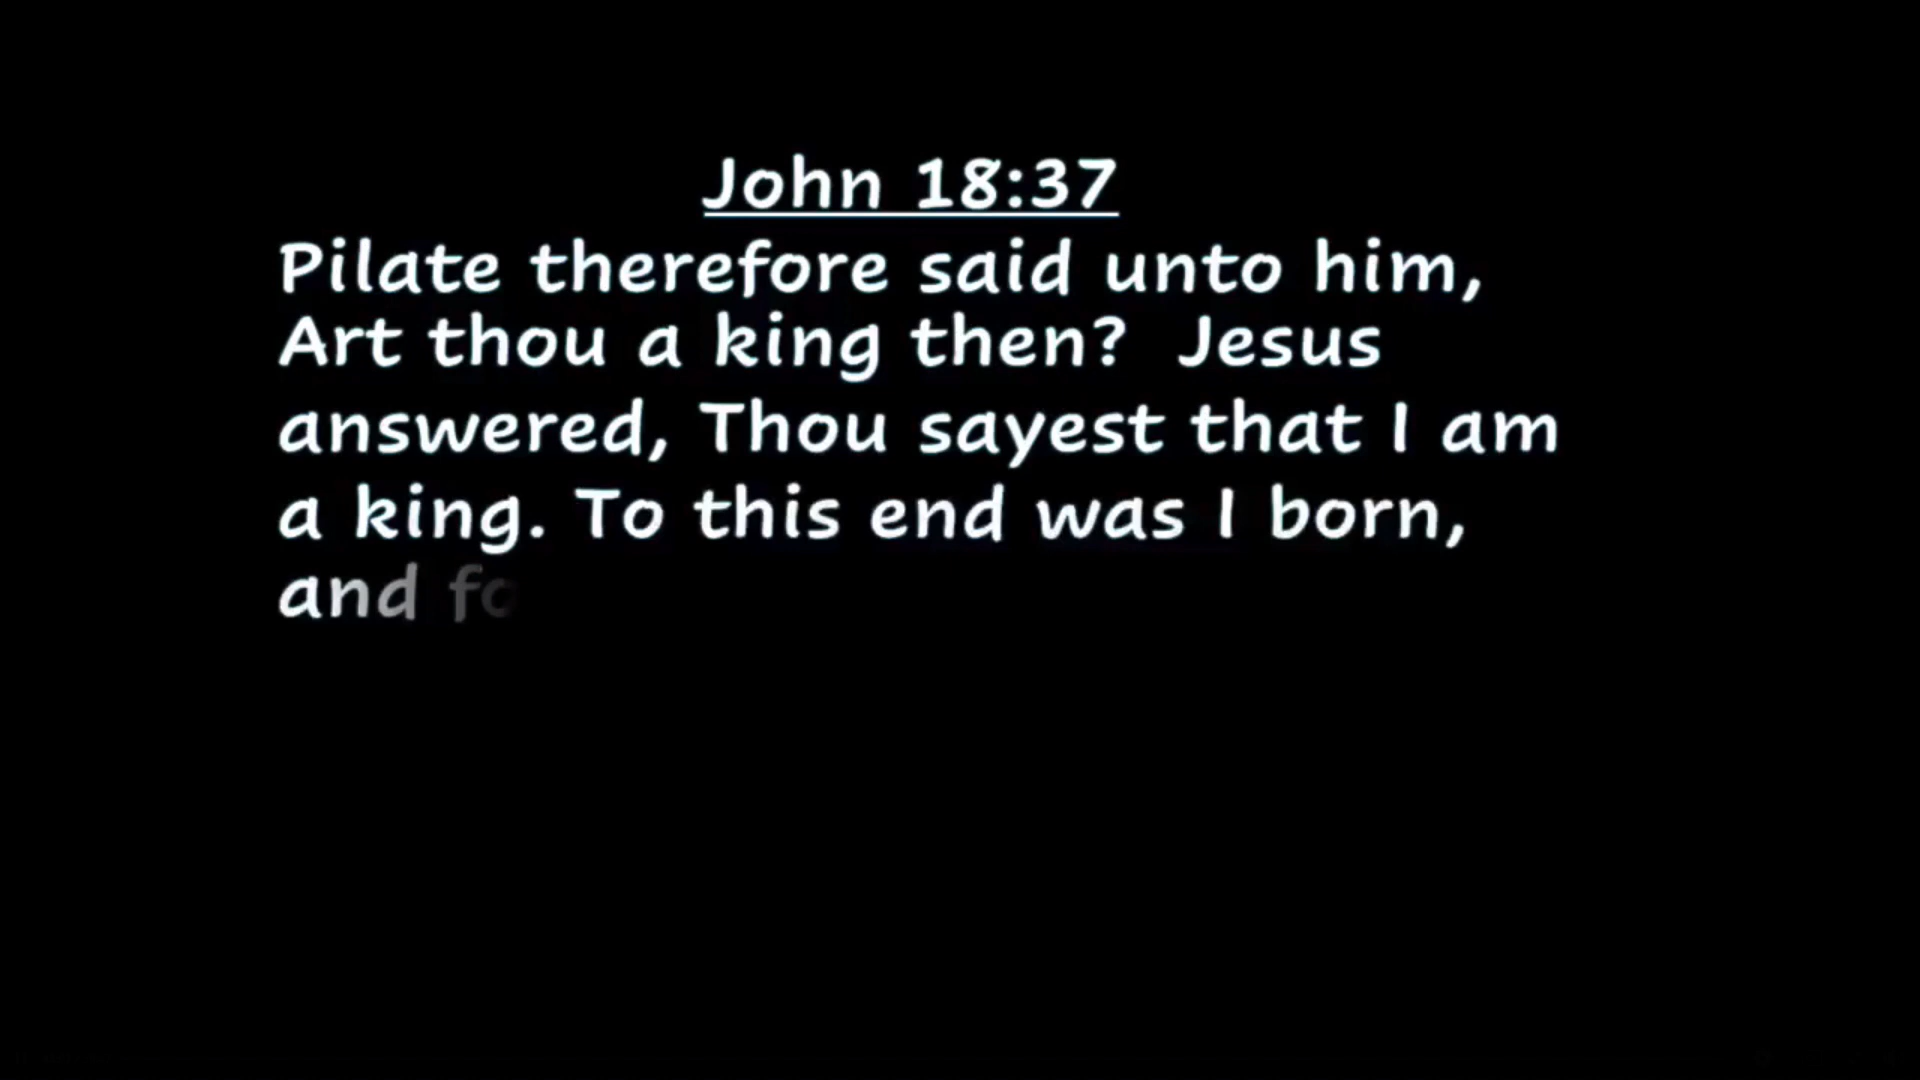 John 18:37
Pilate therefore said unto him,
Art thou a king then? Jesus
answered, Thou sayest that I am
a king. To this end was I born,
and